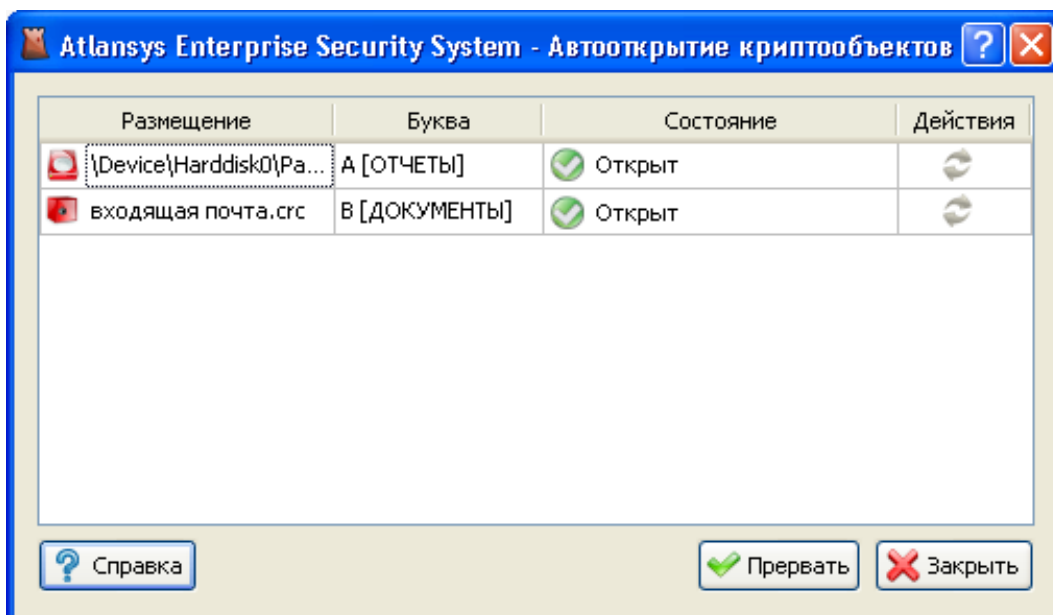 Atlansys Enterprise Security System - Автооткрытие криптообъектов
Размещение Буква Состояние Действия
\Device\Harddisk0\Pa... A [ОТЧЕТЫ] Открыт
входящая почта.crc B [ДОКУМЕНТЫ] Открыт
Справка Прервать Закрыть